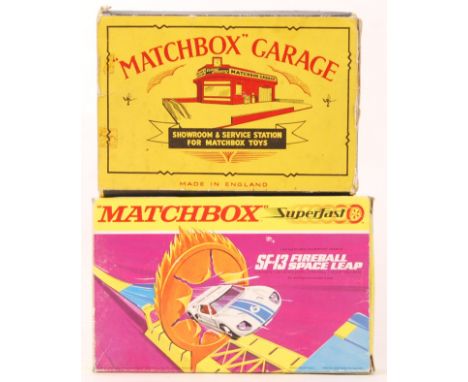 "MATCHBOX" GARAGE
MATCHBOX GARAGE
SHOWROOM & SERVICE STATION
FOR MATCHBOX TOYS
MADE IN ENGLAND
"MATCHBOX" Superfast
SF-13 FIREBALL
SPACE LEAP